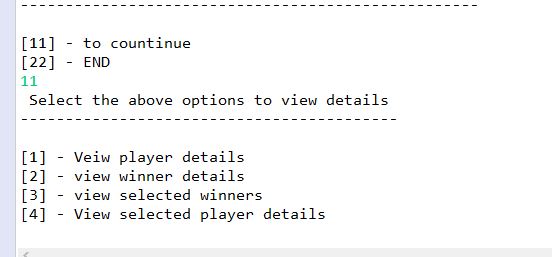 ---------------------------------------------------
[11] - to countinue
[22] - END
11
Select the above options to view details
------------------------------------------
[1] - Veiw player details
[2] - view winner details
[3] - view selected winners
[4] - View selected player details